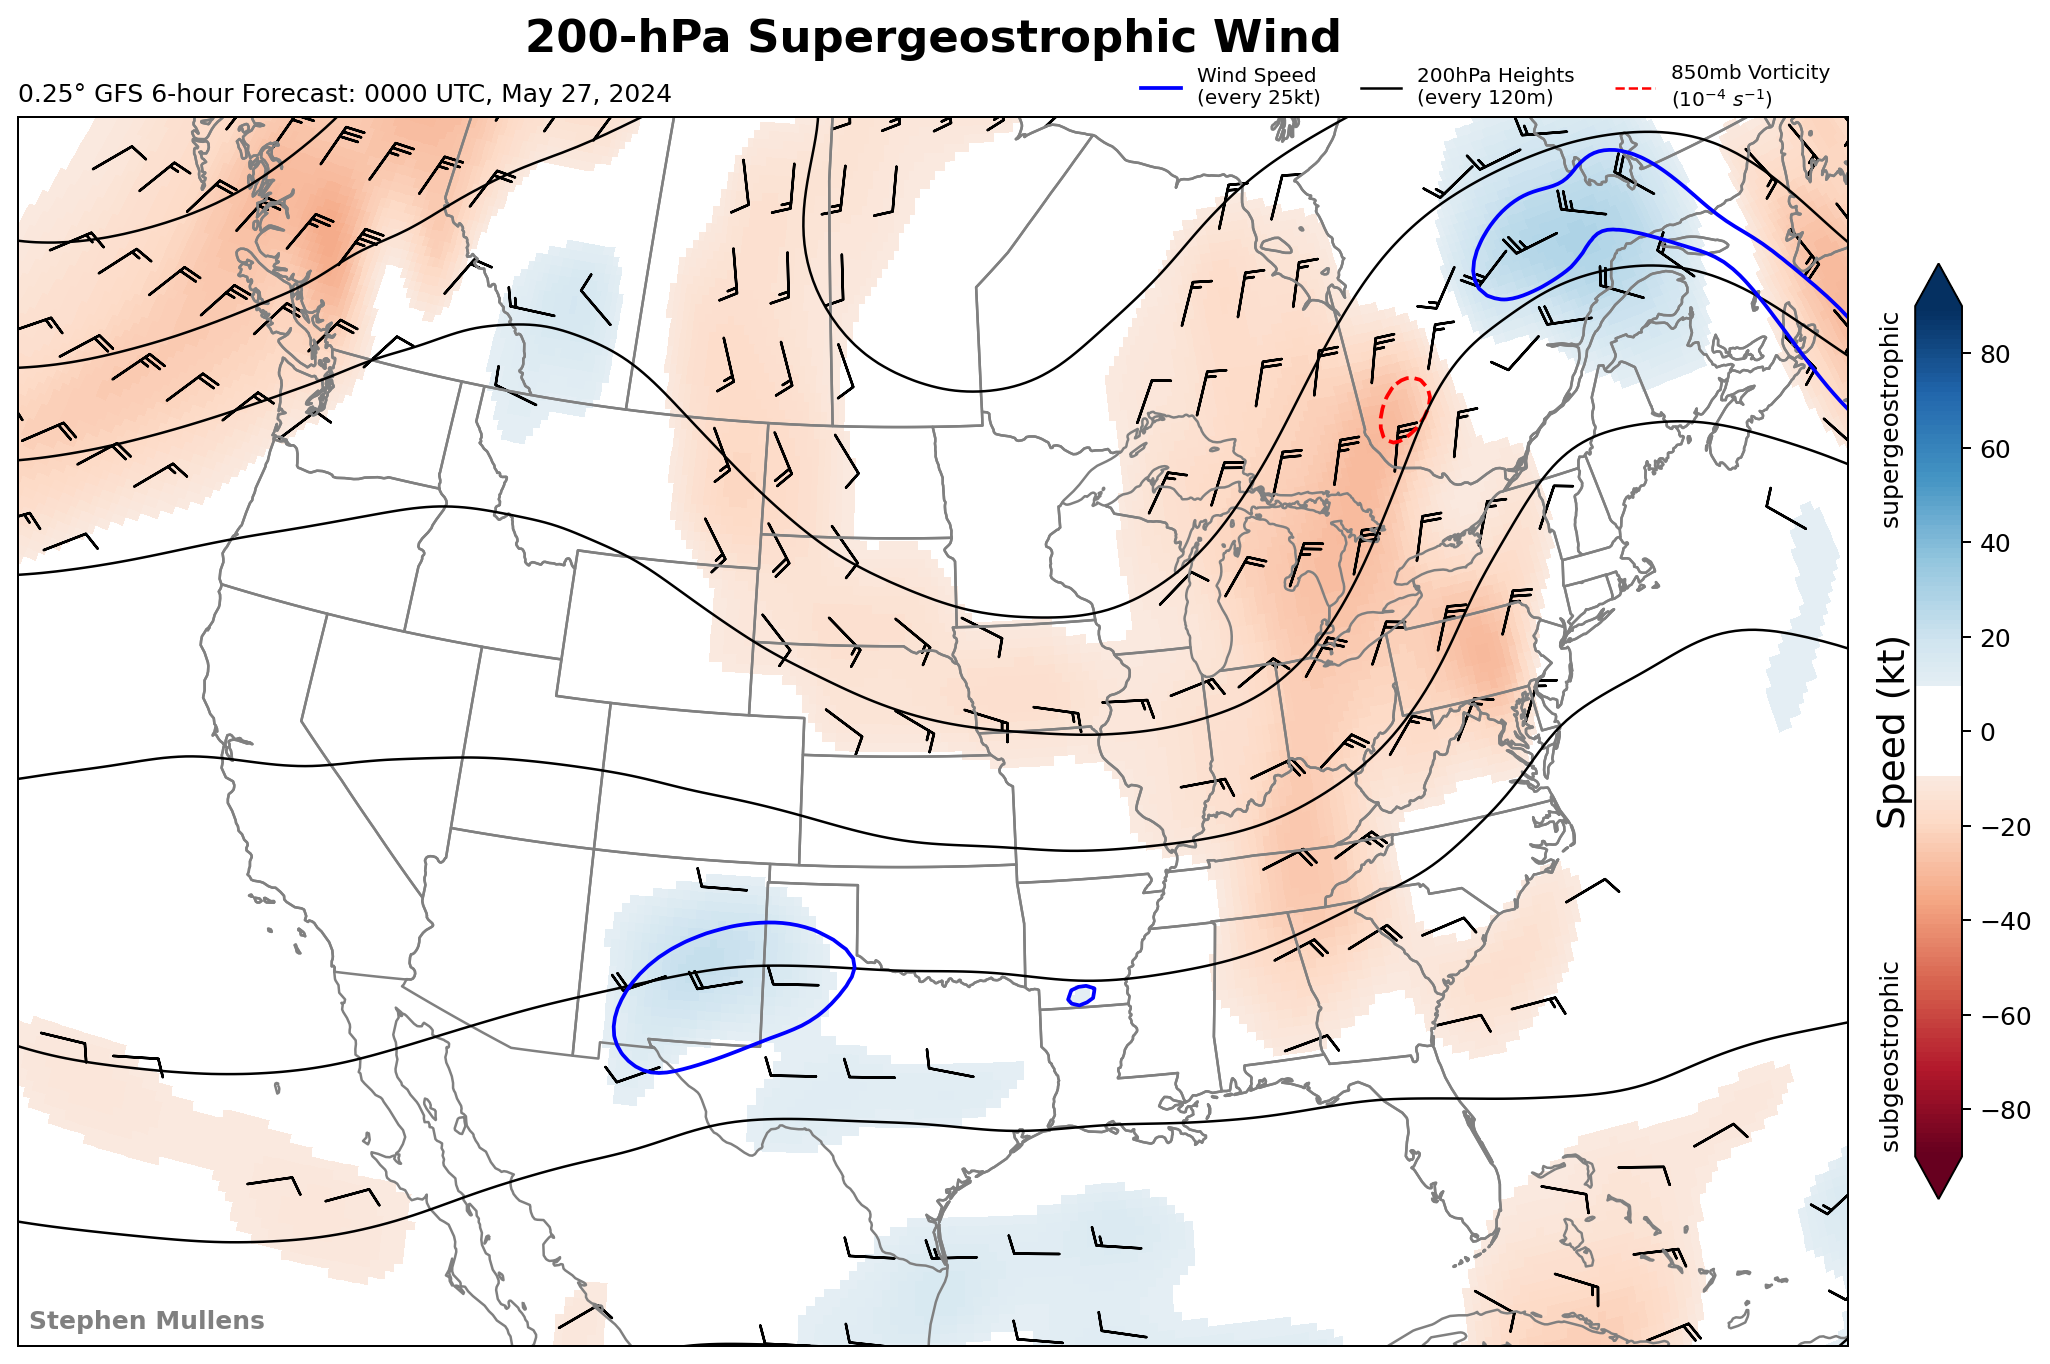 200-hPa Supergeostrophic Wind
0.25° GFS 6-hour Forecast: 0000 UTC, May 27, 2024
Wind Speed
(every 25kt)
200hPa Heights
(every 120m)
850mb Vorticity
(10⁻⁴ s⁻¹)
supergeostrophic
Speed (kt)
subgeostrophic
80
60
40
20
0
−20
−40
−60
−80
Stephen Mullens